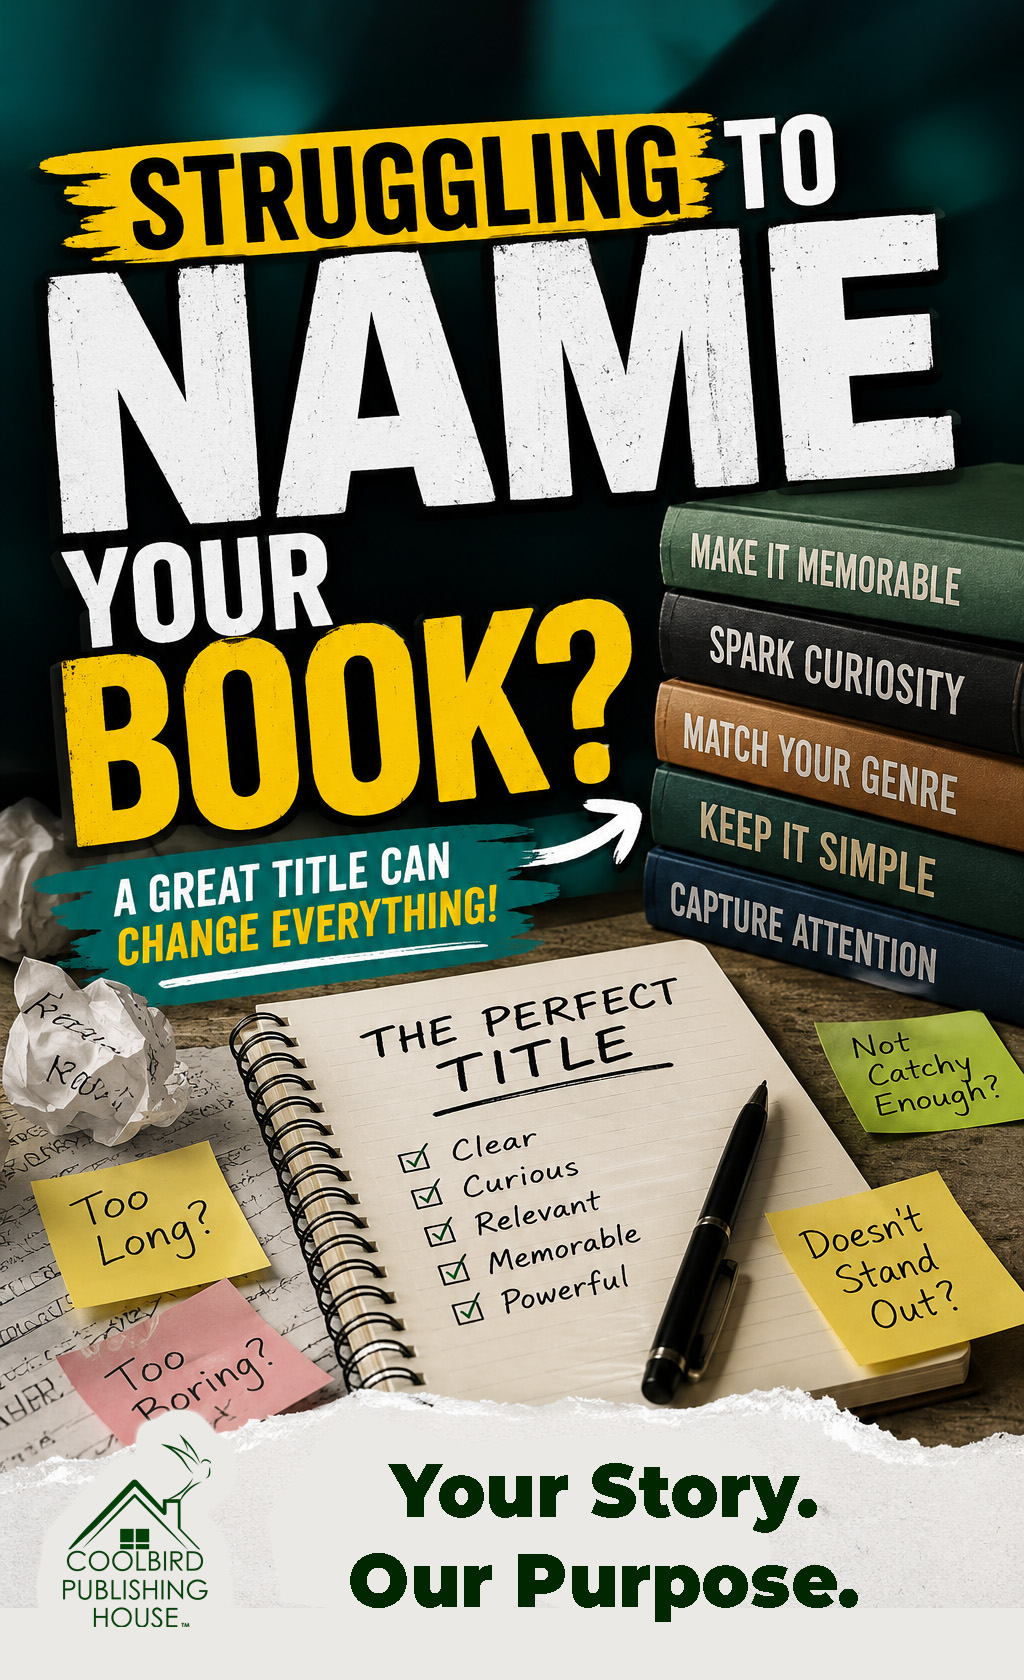 STRUGGLING TO
NAME
YOUR
BOOK?
A GREAT TITLE CAN
CHANGE EVERYTHING!
MAKE IT MEMORABLE
SPARK CURIOSITY
MATCH YOUR GENRE
KEEP IT SIMPLE
CAPTURE ATTENTION
THE PERFECT
TITLE
Clear
Curious
Relevant
Memorable
Powerful
Not
Catchy
Enough?
Too
Long?
Doesn't
Stand
Out?
Too
Boring?
COOLBIRD
PUBLISHING
HOUSE™
Your Story.
Our Purpose.